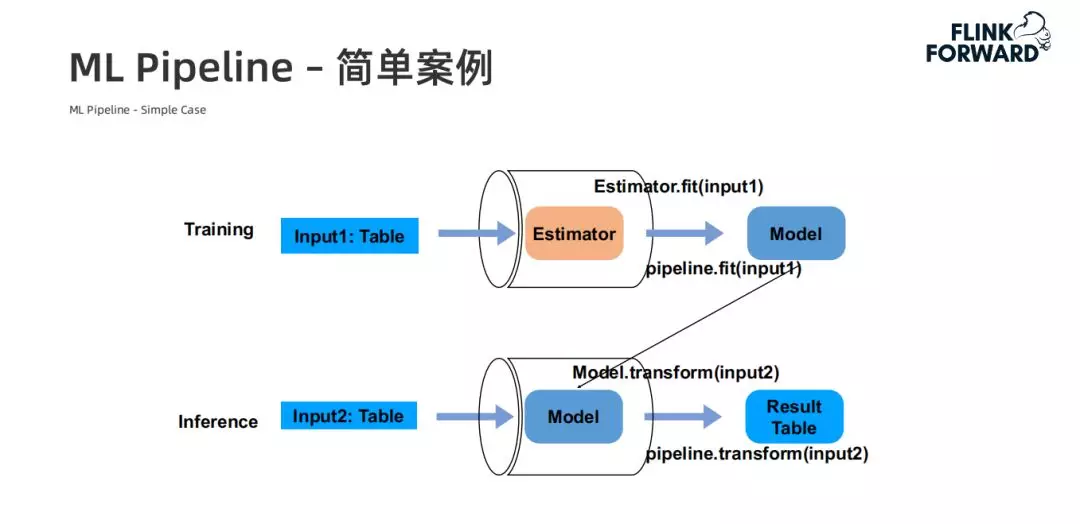 ML Pipeline – 简单案例
ML Pipeline – Simple Case
FLINK
FORWARD
Training
Input1: Table
Estimator
Estimator.fit(input1)
pipeline.fit(input1)
Model
Inference
Input2: Table
Model
Model.transform(input2)
pipeline.transform(input2)
Result
Table